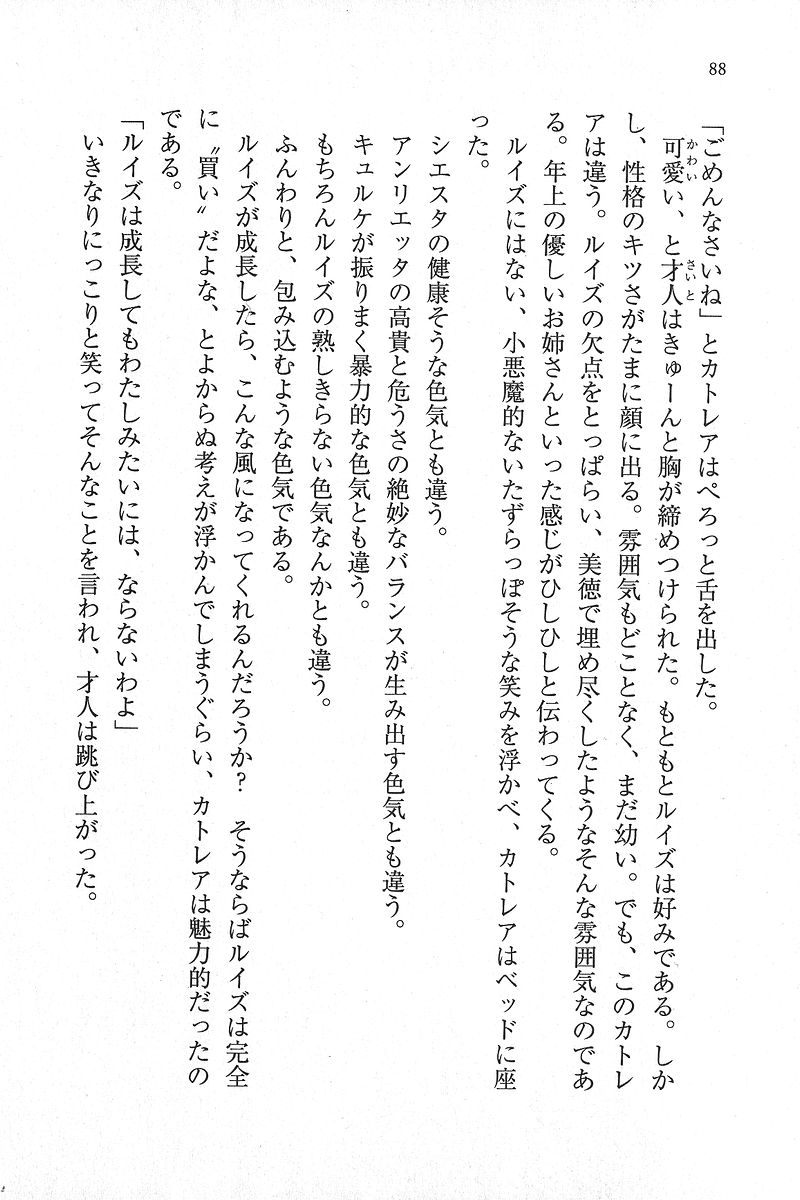 88
「ごめんなさいね」とカトレアはぺろっと舌を出した。
可愛い、と才人はきゅーんと胸が締めつけられた。もともとルイズは好みである。しか
し、性格のキツさがたまに顔に出る。雰囲気もどことなく、まだ幼い。でも、このカトレ
アは違う。ルイズの欠点をとっぱらい、美徳で埋め尽くしたようなそんな雰囲気なのであ
る。年上の優しいお姉さんといった感じがひしひしと伝わってくる。
ルイズにはない、小悪魔的ないたずらっぽそうな笑みを浮かべ、カトレアはベッドに座
った。
シエスタの健康そうな色気とも違う。
アンリエッタの高貴と危うさの絶妙なバランスが生み出す色気とも違う。
キュルケが振りまく暴力的な色気とも違う。
もちろんルイズの熟しきらない色気なんかとも違う。
ふんわりと、包み込むような色気である。
ルイズが成長したら、こんな風になってくれるんだろうか？　そうならばルイズは完全
に〝買い〟だよな、とよからぬ考えが浮かんでしまうぐらい、カトレアは魅力的だったの
である。
「ルイズは成長してもわたしみたいには、ならないわよ」
いきなりにっこりと笑ってそんなことを言われ、才人は跳び上がった。